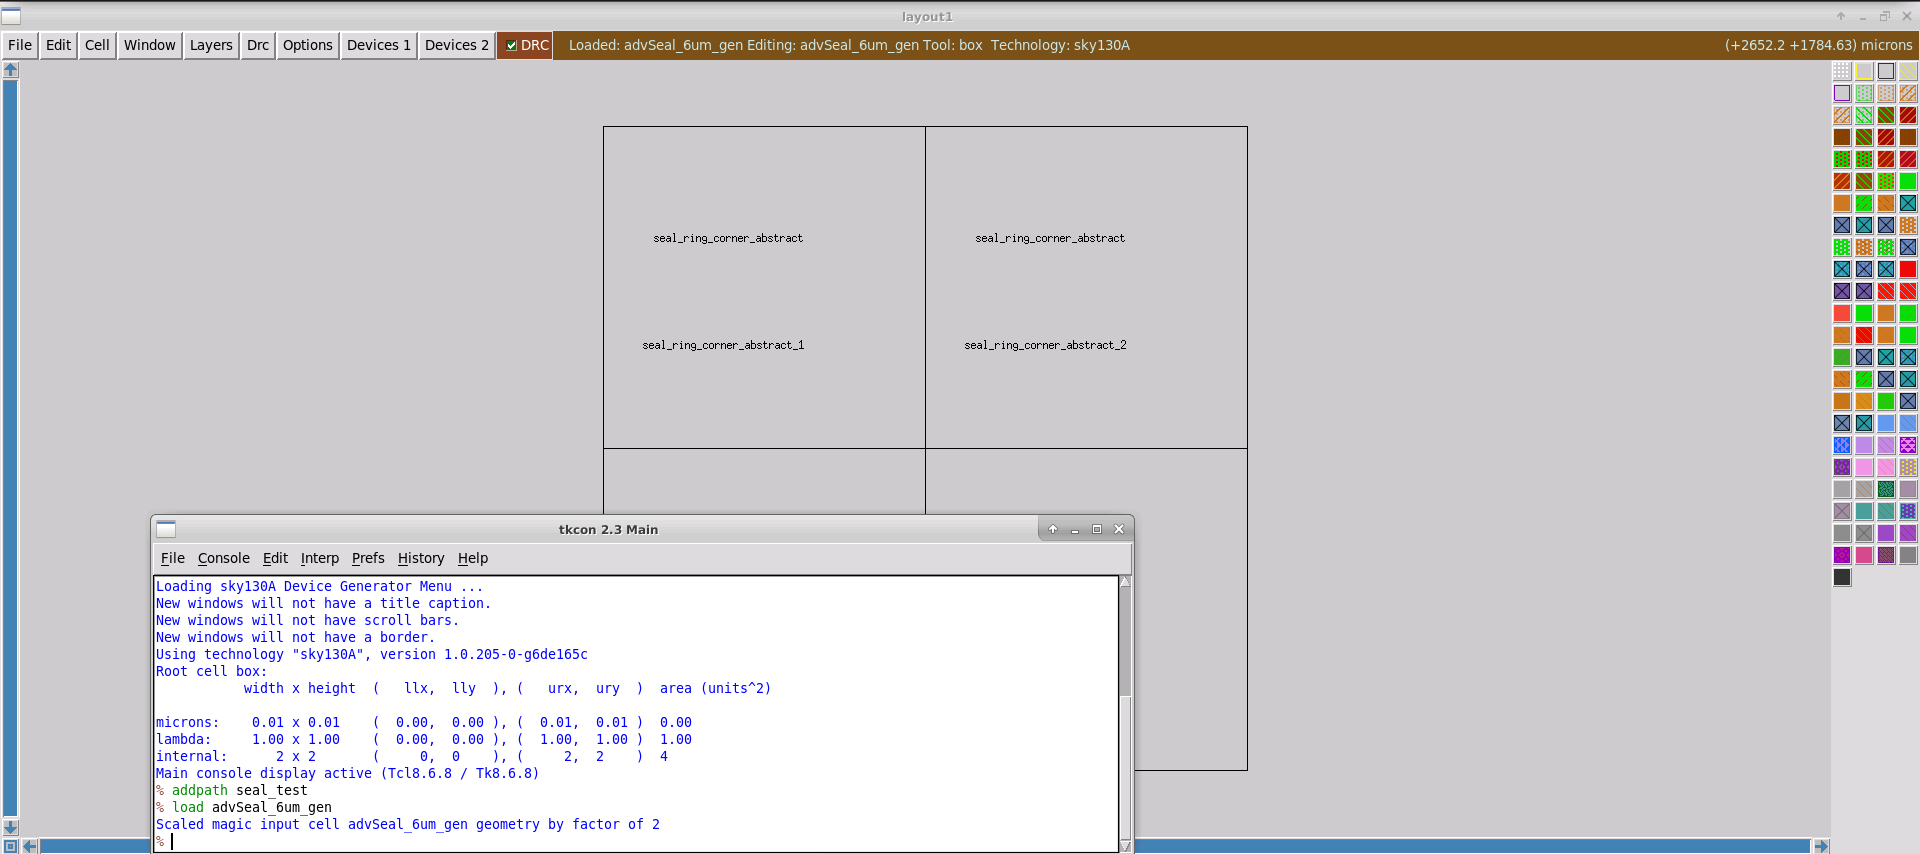 layout1
File Edit Cell Window Layers Drc Options Devices 1 Devices 2 DRC Loaded: advSeal_6um_gen Editing: advSeal_6um_gen Tool: box Technology: sky130A (+2652.2 +1784.63) microns
seal_ring_corner_abstract seal_ring_corner_abstract
seal_ring_corner_abstract_1 seal_ring_corner_abstract_2
tkcon 2.3 Main
File Console Edit Interp Prefs History Help
Loading sky130A Device Generator Menu ...
New windows will not have a title caption.
New windows will not have scroll bars.
New windows will not have a border.
Using technology "sky130A", version 1.0.205-0-g6de165c
Root cell box:
width x height ( llx, lly ), ( urx, ury ) area (units^2)
microns: 0.01 x 0.01 ( 0.00, 0.00 ), ( 0.01, 0.01 ) 0.00
lambda: 1.00 x 1.00 ( 0.00, 0.00 ), ( 1.00, 1.00 ) 1.00
internal: 2 x 2 ( 0, 0 ), ( 2, 2 ) 4
Main console display active (Tcl8.6.8 / Tk8.6.8)
% addpath seal_test
% load advSeal_6um_gen
Scaled magic input cell advSeal_6um_gen geometry by factor of 2
%